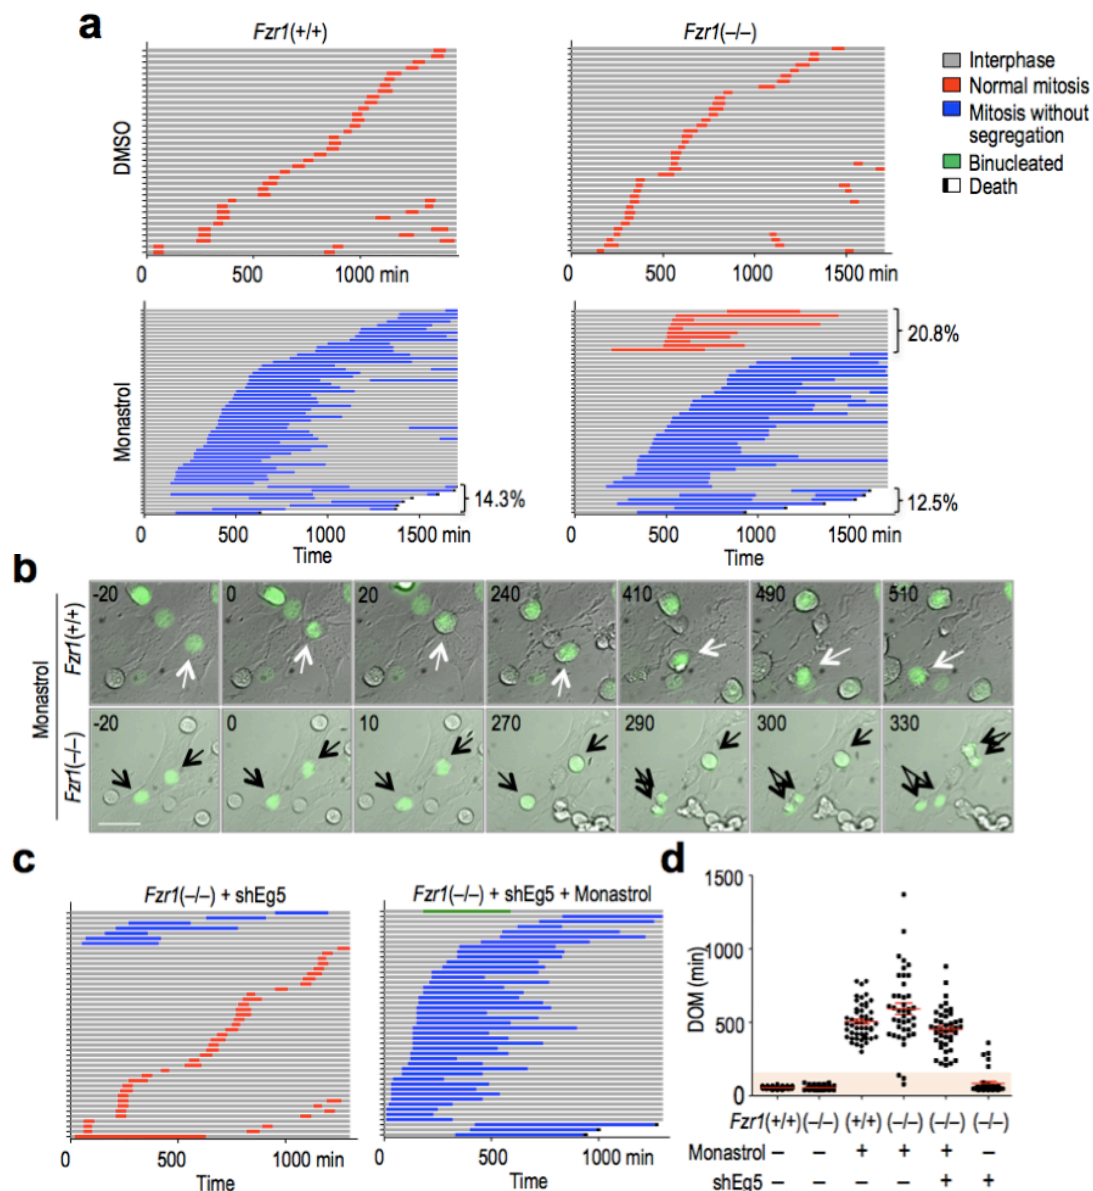 a
Fzr1(+/+)
Fzr1(–/–)
Interphase
Normal mitosis
Mitosis without
segregation
Binucleated
Death
DMSO
0 500 1000 min
0 500 1000 1500 min
Monastrol
14.3%
20.8%
12.5%
0 500 1000 1500 min
Time
0 500 1000 1500 min
Time
b
Monastrol
Fzr1(+/+)
-20 0 20 240 410 490 510
Fzr1(–/–)
-20 0 10 270 290 300 330
c
Fzr1(–/–) + shEg5
Fzr1(–/–) + shEg5 + Monastrol
0 500 1000 min
Time
0 500 1000 min
Time
d
DOM (min)
1500
1000
500
0
Fzr1(+/+) (–/–) (+/+) (–/–) (–/–) (–/–)
Monastrol – – + + + –
shEg5 – – – – + +